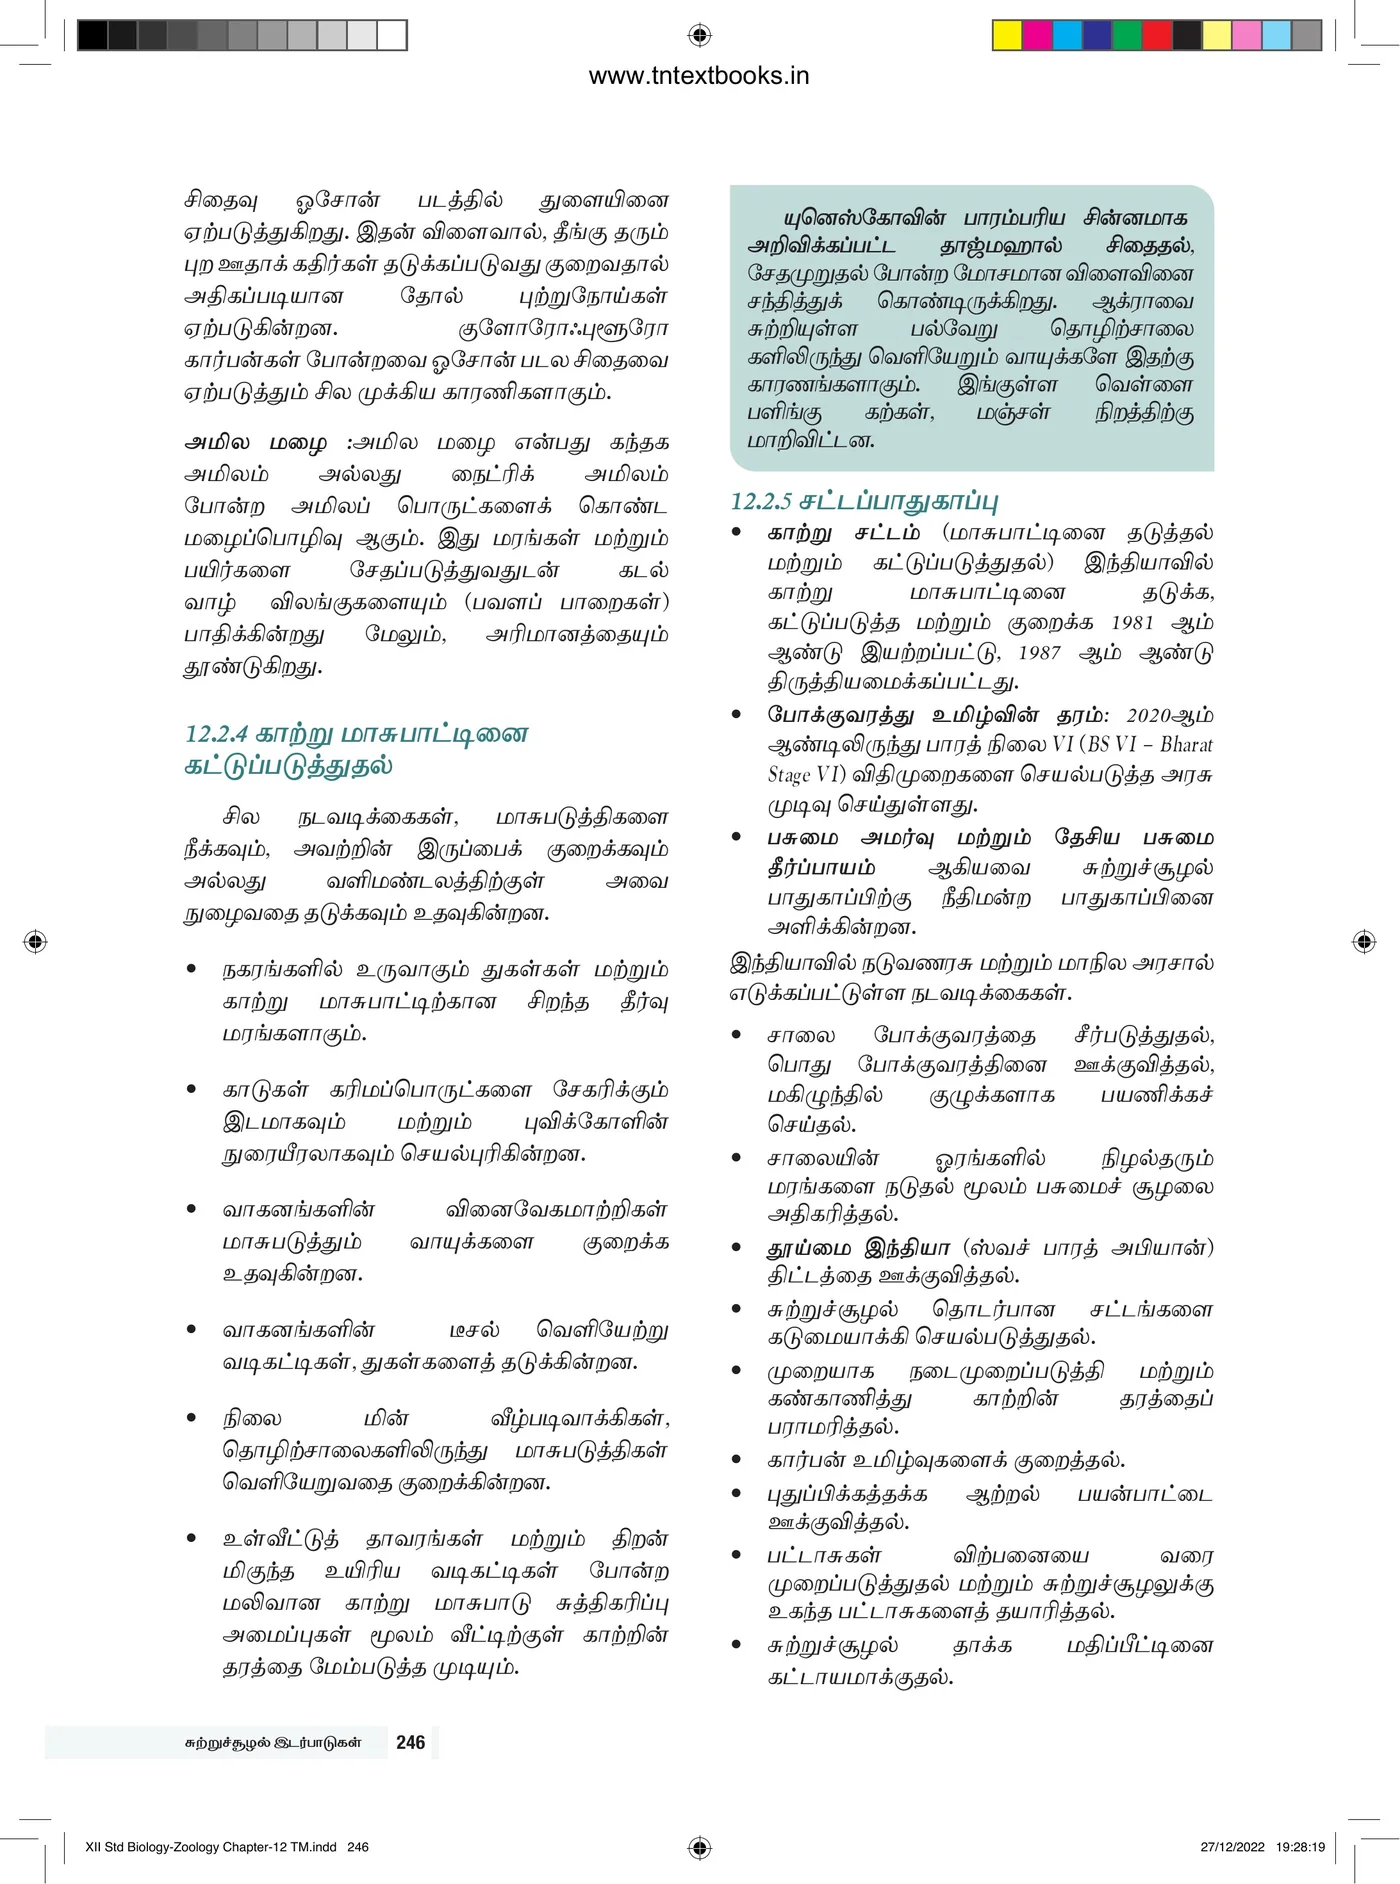 www.tntextbooks.in
சிதைவு ஓசோன் படத்தில் துளையினை
ஏற்படுத்துகிறது. இதன் விளைவால், தீங்கு தரும்
புற ஊதாக் கதிர்கள் தடுக்கப்படுவது குறைவதால்
அதிகப்படியான தோல் புற்றுநோய்கள்
ஏற்படுகின்றன. குளோரோஃபுளூரோ
கார்பன்கள் போன்றவை ஓசோன் படல சிதைவை
ஏற்படுத்தும் சில முக்கிய காரணிகளாகும்.
அமில மழை :அமில மழை என்பது கந்தக
அமிலம் அல்லது நைட்ரிக் அமிலம்
போன்ற அமிலப் பொருட்களைக் கொண்ட
மழைப்பொழிவு ஆகும். இது மரங்கள் மற்றும்
பயிர்களை சேதப்படுத்துவதுடன் கடல்
வாழ் விலங்குகளையும் (பவளப் பாறைகள்)
பாதிக்கின்றது மேலும், அரிமானத்தையும்
தூண்டுகிறது.
12.2.4 காற்று மாசுபாட்டினை
கட்டுப்படுத்துதல்
சில நடவடிக்கைகள், மாசுபடுத்திகளை
நீக்கவும், அவற்றின் இருப்பைக் குறைக்கவும்
அல்லது வளிமண்டலத்திற்குள் அவை
நுழைவதை தடுக்கவும் உதவுகின்றன.
• நகரங்களில் உருவாகும் துகள்கள் மற்றும்
காற்று மாசுபாட்டிற்கான சிறந்த தீர்வு
மரங்களாகும்.
• காடுகள் கரிமப்பொருட்களை சேகரிக்கும்
இடமாகவும் மற்றும் புவிக்கோளின்
நுரையீரலாகவும் செயல்புரிகின்றன.
• வாகனங்களின் வினைவேகமாற்றிகள்
மாசுபடுத்தும் வாயுக்களை குறைக்க
உதவுகின்றன.
• வாகனங்களின் டீசல் வெளியேற்று
வடிகட்டிகள், துகள்களைத் தடுக்கின்றன.
• நிலை மின் வீழ்படிவாக்கிகள்,
தொழிற்சாலைகளிலிருந்து மாசுபடுத்திகள்
வெளியேறுவதை குறைக்கின்றன.
• உள்வீட்டுத் தாவரங்கள் மற்றும் திறன்
மிகுந்த உயிரிய வடிகட்டிகள் போன்ற
மலிவான காற்று மாசுபாடு சுத்திகரிப்பு
அமைப்புகள் மூலம் வீட்டிற்குள் காற்றின்
தரத்தை மேம்படுத்த முடியும்.
யுனெஸ்கோவின் பாரம்பரிய சின்னமாக
அறிவிக்கப்பட்ட தாஜ்மஹால் சிதைதல்,
சேதமுறுதல் போன்ற மோசமான விளைவினை
சந்தித்துக் கொண்டிருக்கிறது. ஆக்ராவை
சுற்றியுள்ள பல்வேறு தொழிற்சாலை
களிலிருந்து வெளியேறும் வாயுக்களே இதற்கு
காரணங்களாகும். இங்குள்ள வெள்ளை
பளிங்கு கற்கள், மஞ்சள் நிறத்திற்கு
மாறிவிட்டன.
12.2.5 சட்டப்பாதுகாப்பு
• காற்று சட்டம் (மாசுபாட்டினை தடுத்தல்
மற்றும் கட்டுப்படுத்துதல்) இந்தியாவில்
காற்று மாசுபாட்டினை தடுக்க,
கட்டுப்படுத்த மற்றும் குறைக்க 1981 ஆம்
ஆண்டு இயற்றப்பட்டு, 1987 ஆம் ஆண்டு
திருத்தியமைக்கப்பட்டது.
• போக்குவரத்து உமிழ்வின் தரம்: 2020ஆம்
ஆண்டிலிருந்து பாரத் நிலை VI (BS VI – Bharat
Stage VI) விதிமுறைகளை செயல்படுத்த அரசு
முடிவு செய்துள்ளது.
• பசுமை அமர்வு மற்றும் தேசிய பசுமை
தீர்ப்பாயம் ஆகியவை சுற்றுச்சூழல்
பாதுகாப்பிற்கு நீதிமன்ற பாதுகாப்பினை
அளிக்கின்றன.
இந்தியாவில் நடுவணரசு மற்றும் மாநில அரசால்
எடுக்கப்பட்டுள்ள நடவடிக்கைகள்.
• சாலை போக்குவரத்தை சீர்படுத்துதல்,
பொது போக்குவரத்தினை ஊக்குவித்தல்,
மகிழுந்தில் குழுக்களாக பயணிக்கச்
செய்தல்.
• சாலையின் ஓரங்களில் நிழல்தரும்
மரங்களை நடுதல் மூலம் பசுமைச் சூழலை
அதிகரித்தல்.
• தூய்மை இந்தியா (ஸ்வச் பாரத் அபியான்)
திட்டத்தை ஊக்குவித்தல்.
• சுற்றுச்சூழல் தொடர்பான சட்டங்களை
கடுமையாக்கி செயல்படுத்துதல்.
• முறையாக நடைமுறைப்படுத்தி மற்றும்
கண்காணித்து காற்றின் தரத்தைப்
பராமரித்தல்.
• கார்பன் உமிழ்வுகளைக் குறைத்தல்.
• புதுப்பிக்கத்தக்க ஆற்றல் பயன்பாட்டை
ஊக்குவித்தல்.
• பட்டாசுகள் விற்பனையை வரை
முறைப்படுத்துதல் மற்றும் சுற்றுச்சூழலுக்கு
உகந்த பட்டாசுகளைத் தயாரித்தல்.
• சுற்றுச்சூழல் தாக்க மதிப்பீட்டினை
கட்டாயமாக்குதல்.
சுற்றுச்சூழல் இடர்பாடுகள் 246
XII Std Biology-Zoology Chapter-12 TM.indd 246
27/12/2022 19:28:19